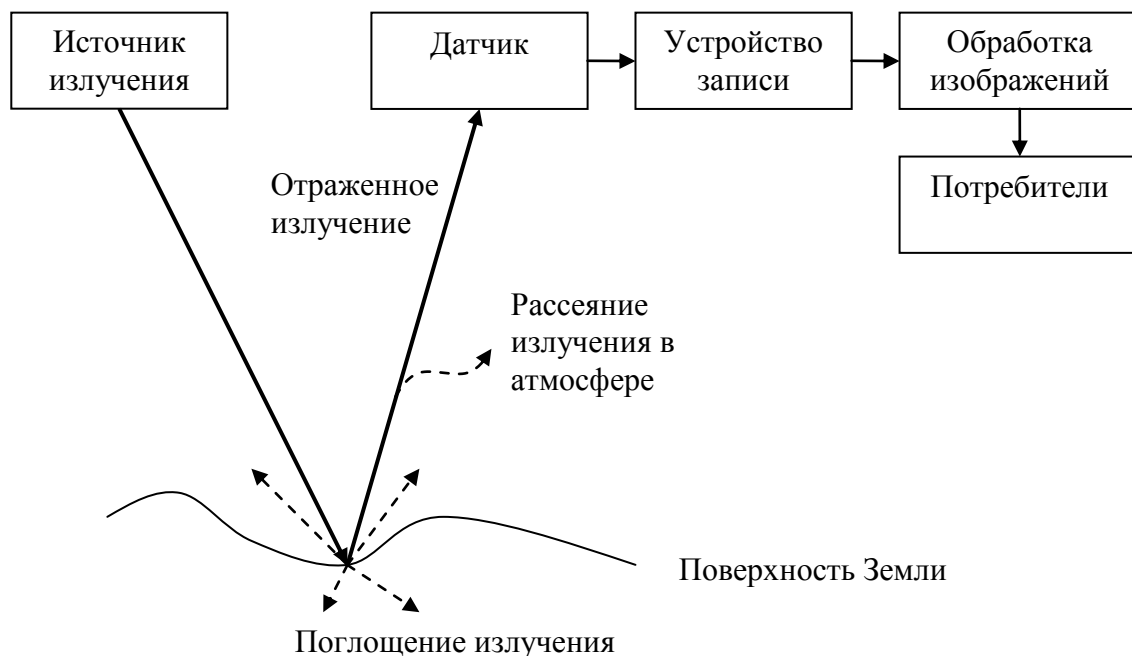 Источник
излучения
Датчик
Устройство
записи
Обработка
изображений
Потребители
Отраженное
излучение
Рассеяние
излучения в
атмосфере
Поверхность Земли
Поглощение излучения